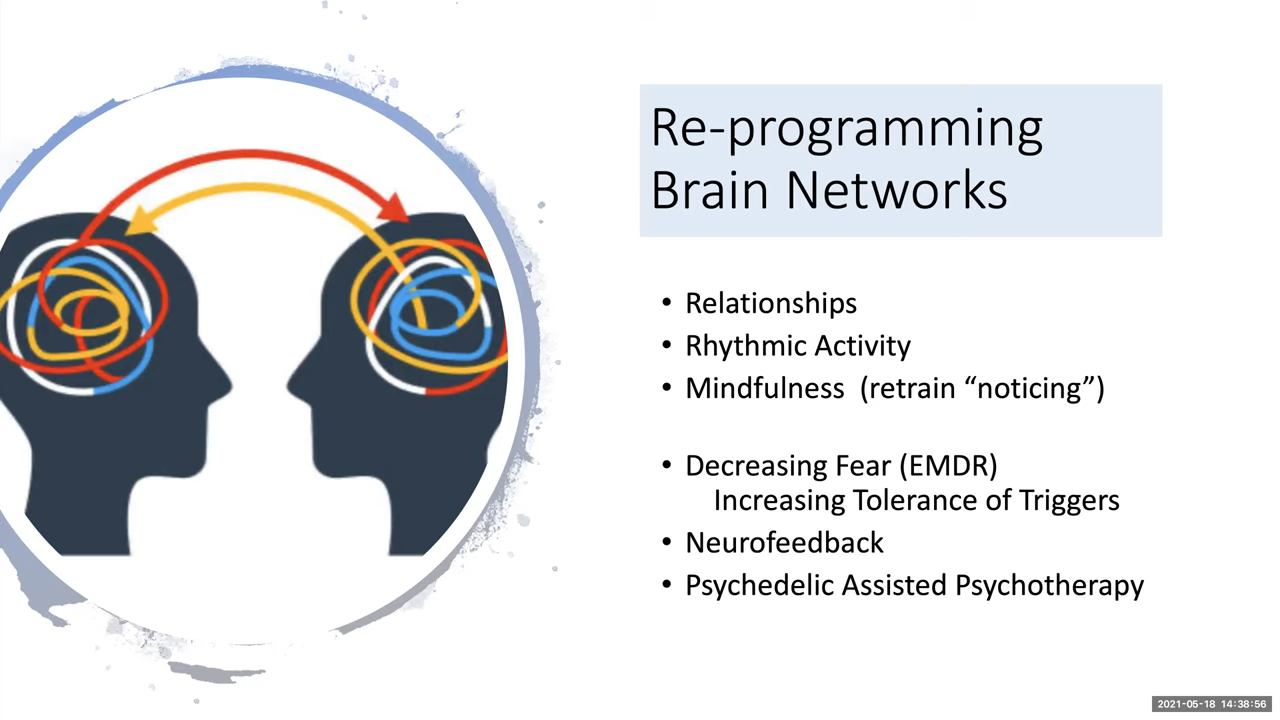 Re-programming
Brain Networks
• Relationships
• Rhythmic Activity
• Mindfulness  (retrain “noticing”)
• Decreasing Fear (EMDR)
Increasing Tolerance of Triggers
• Neurofeedback
• Psychedelic Assisted Psychotherapy
2021-05-18 14:38:56